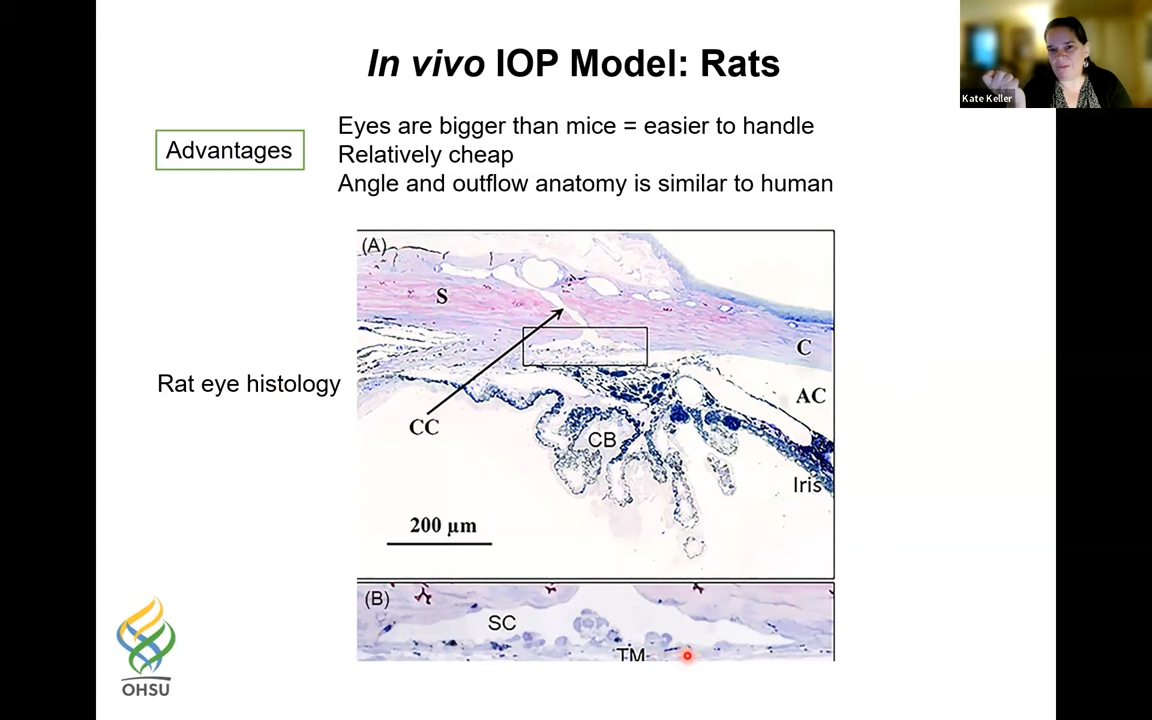 In vivo IOP Model: Rats
Kate Keller
Advantages
Eyes are bigger than mice = easier to handle
Relatively cheap
Angle and outflow anatomy is similar to human
(A)
S
C
AC
Rat eye histology
CC
CB
Iris
200 µm
(B)
SC
TM
OHSU